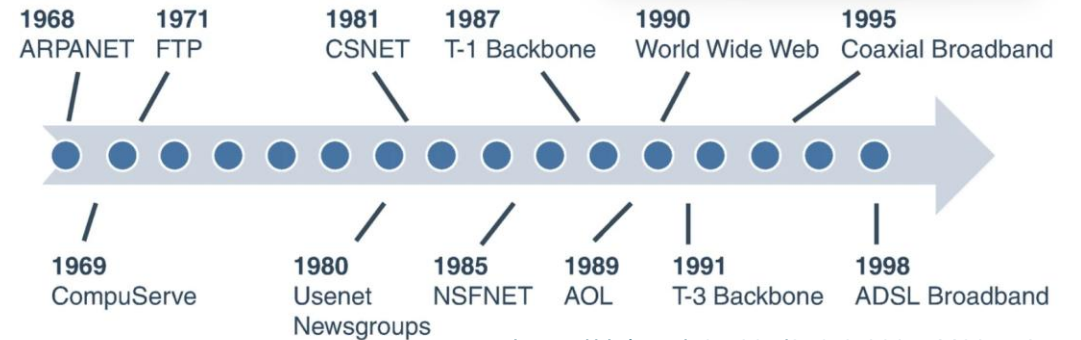 1968 1971 1981 1987 1990 1995
ARPANET FTP CSNET T-1 Backbone World Wide Web Coaxial Broadband
1969 1980 1985 1989 1991 1998
CompuServe Usenet NSFNET AOL T-3 Backbone ADSL Broadband
Newsgroups